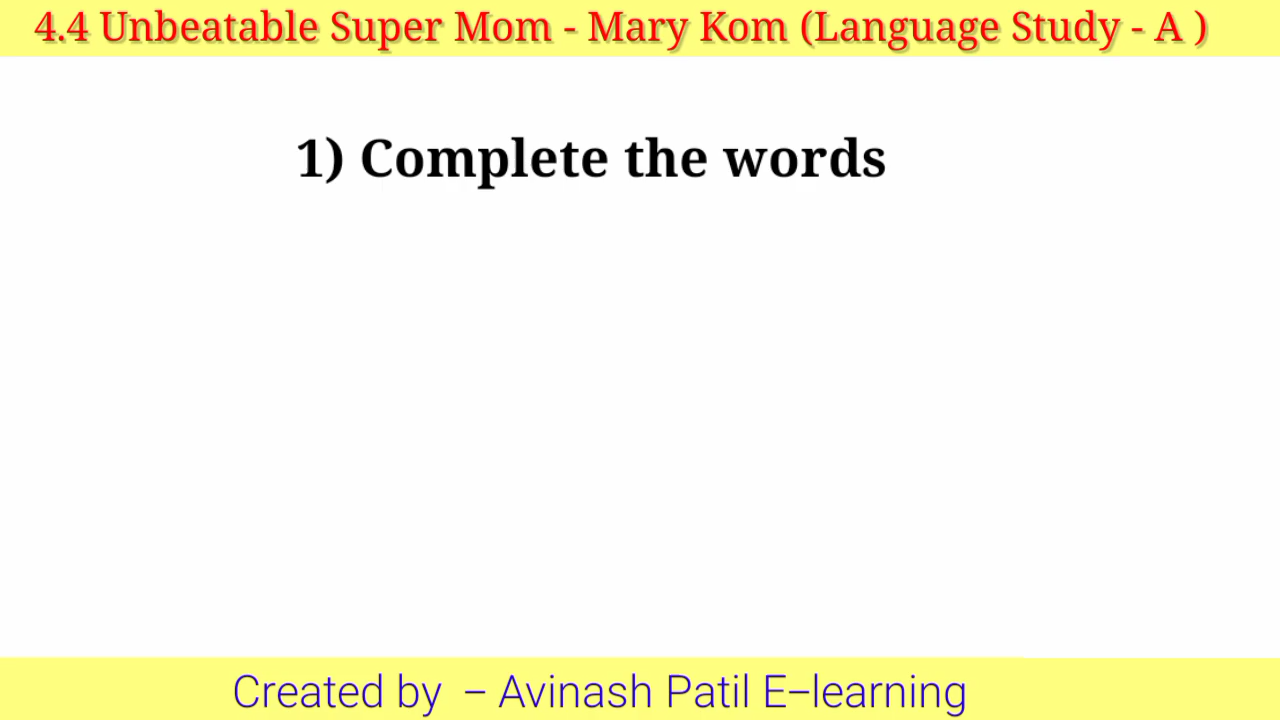 4.4 Unbeatable Super Mom - Mary Kom (Language Study - A )
1) Complete the words
Created by – Avinash Patil E–learning